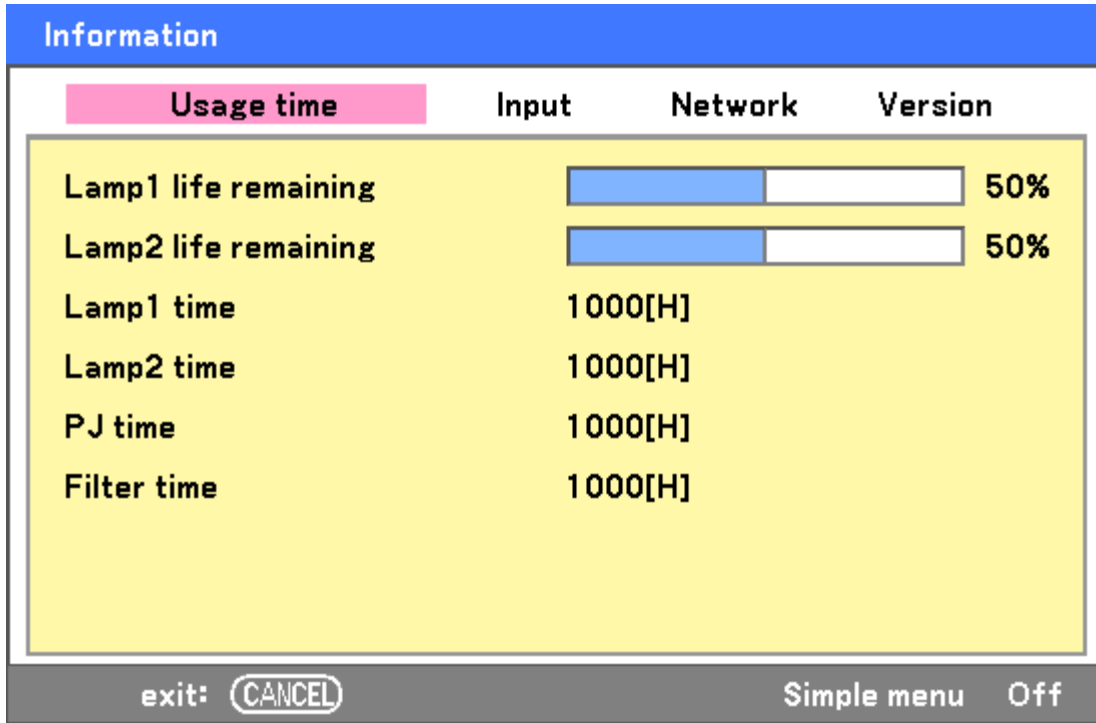 Information
Usage time Input Network Version
Lamp1 life remaining 50%
Lamp2 life remaining 50%
Lamp1 time 1000[H]
Lamp2 time 1000[H]
PJ time 1000[H]
Filter time 1000[H]
exit: CANCEL Simple menu Off